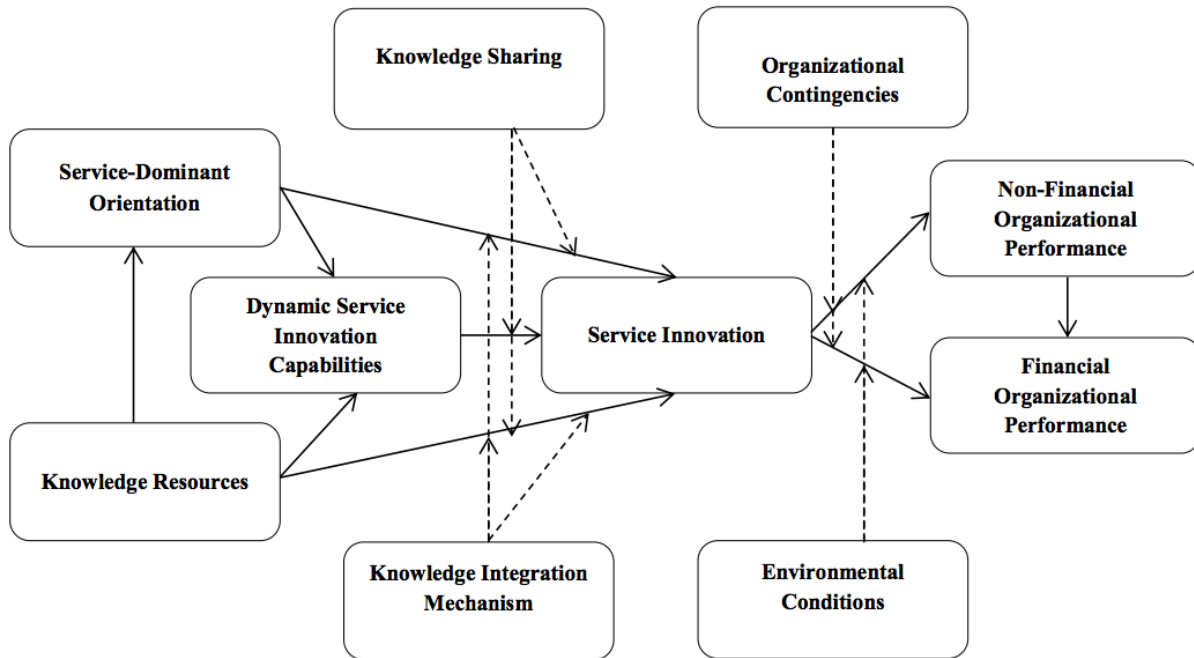 Knowledge Sharing
Organizational
Contingencies
Service-Dominant
Orientation
Non-Financial
Organizational
Performance
Dynamic Service
Innovation
Capabilities
Service Innovation
Financial
Organizational
Performance
Knowledge Resources
Knowledge Integration
Mechanism
Environmental
Conditions